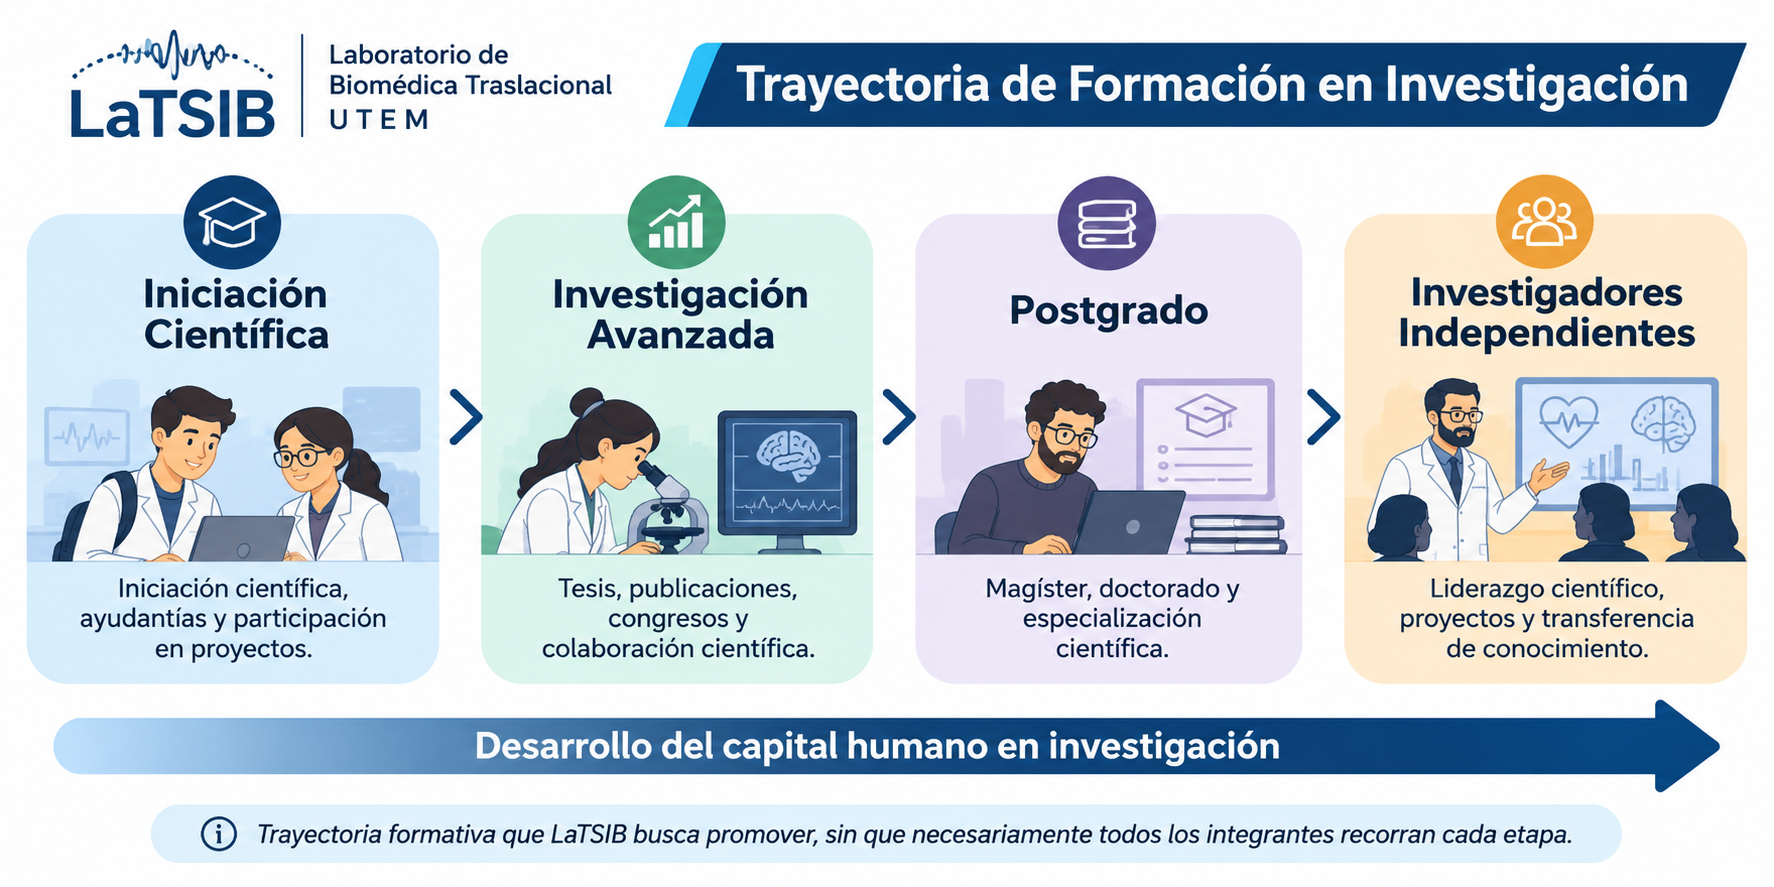 LaTSIB
Laboratorio de
Biomédica Traslacional
UTEM
Trayectoria de Formación en Investigación
Iniciación
Científica
Iniciación científica,
ayudantías y participación
en proyectos.
Investigación
Avanzada
Tesis, publicaciones,
congresos y
colaboración científica.
Postgrado
Magíster, doctorado y
especialización
científica.
Investigadores
Independientes
Liderazgo científico,
proyectos y transferencia
de conocimiento.
Desarrollo del capital humano en investigación
Trayectoria formativa que LaTSIB busca promover, sin que necesariamente todos los integrantes recorran cada etapa.